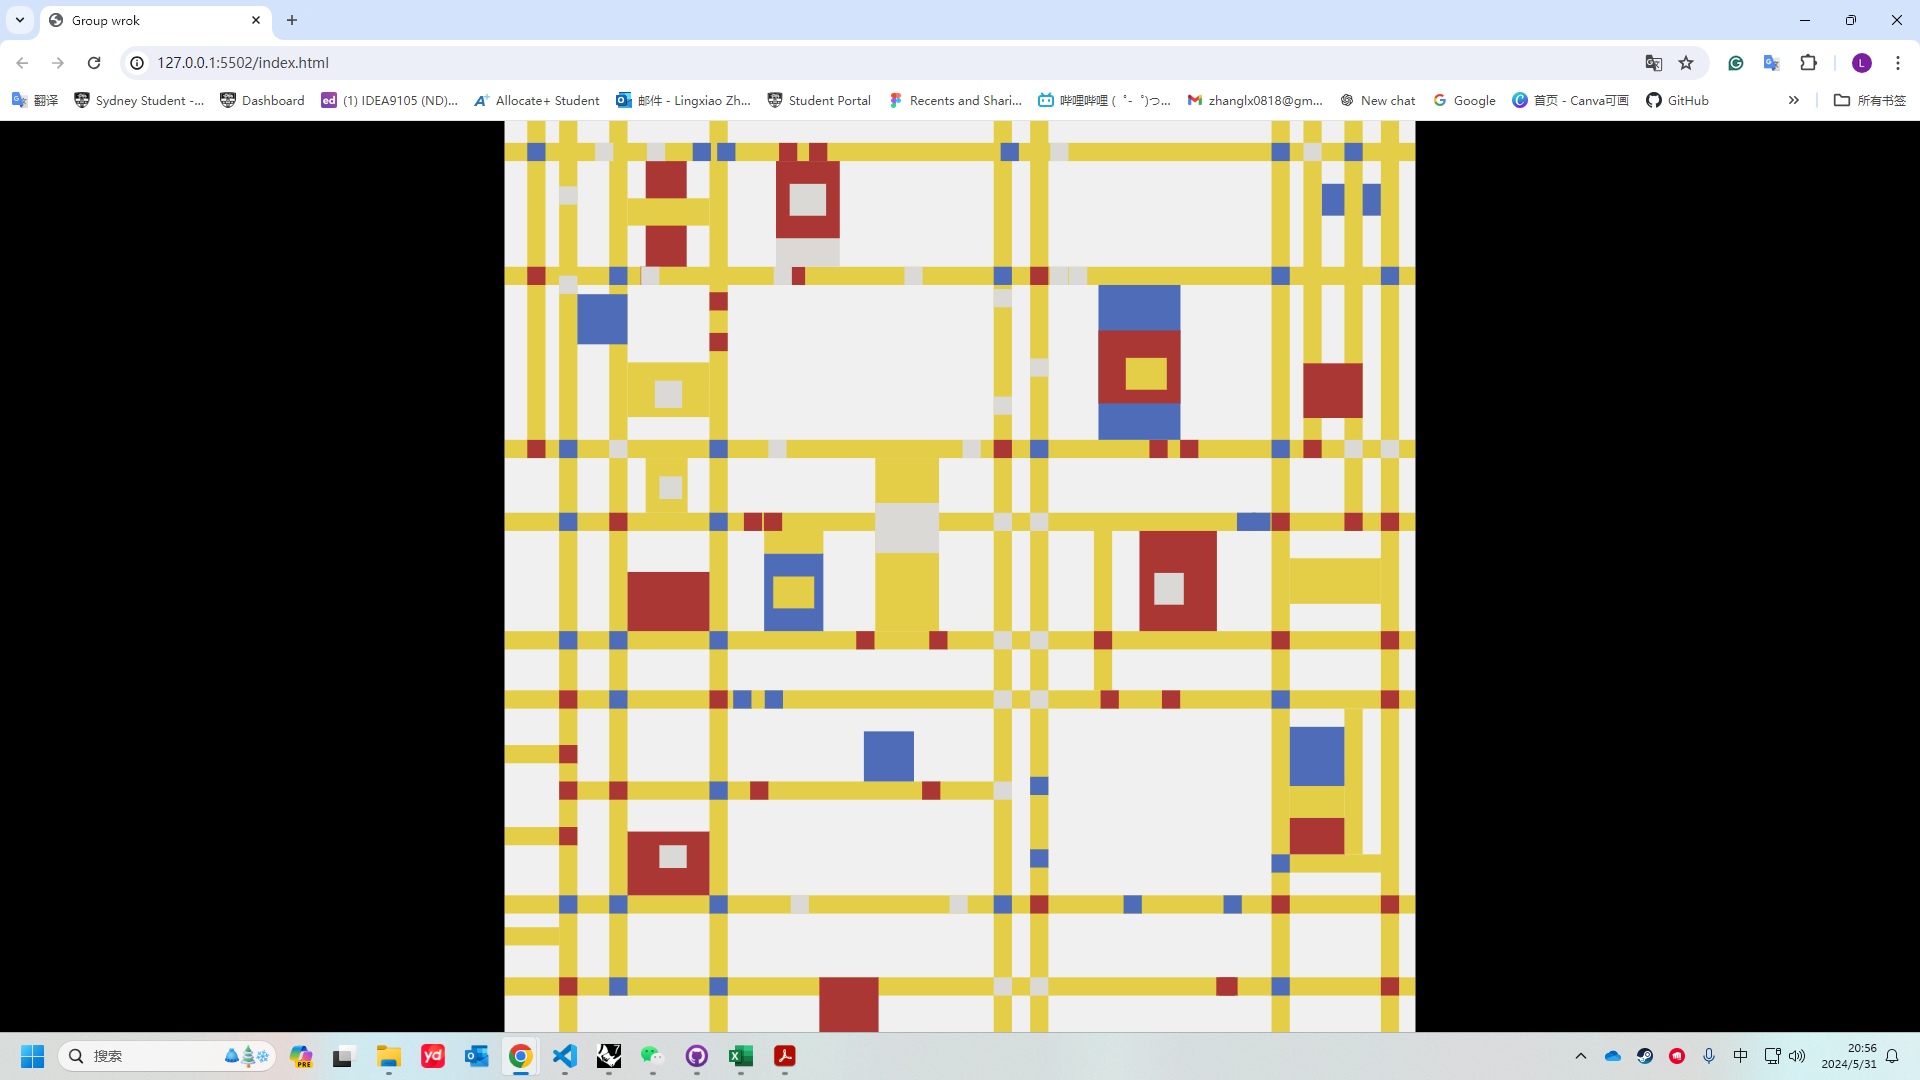 Group wrok
127.0.0.1:5502/index.html
翻译
Sydney Student -...
Dashboard
(1) IDEA9105 (ND)...
Allocate+ Student
邮件 - Lingxiao Zh...
Student Portal
Recents and Shari...
哔哩哔哩 ( ゜- ゜)つ...
zhanglx0818@gm...
New chat
Google
首页 - Canva可画
GitHub
所有书签
搜索
中
20:56
2024/5/31